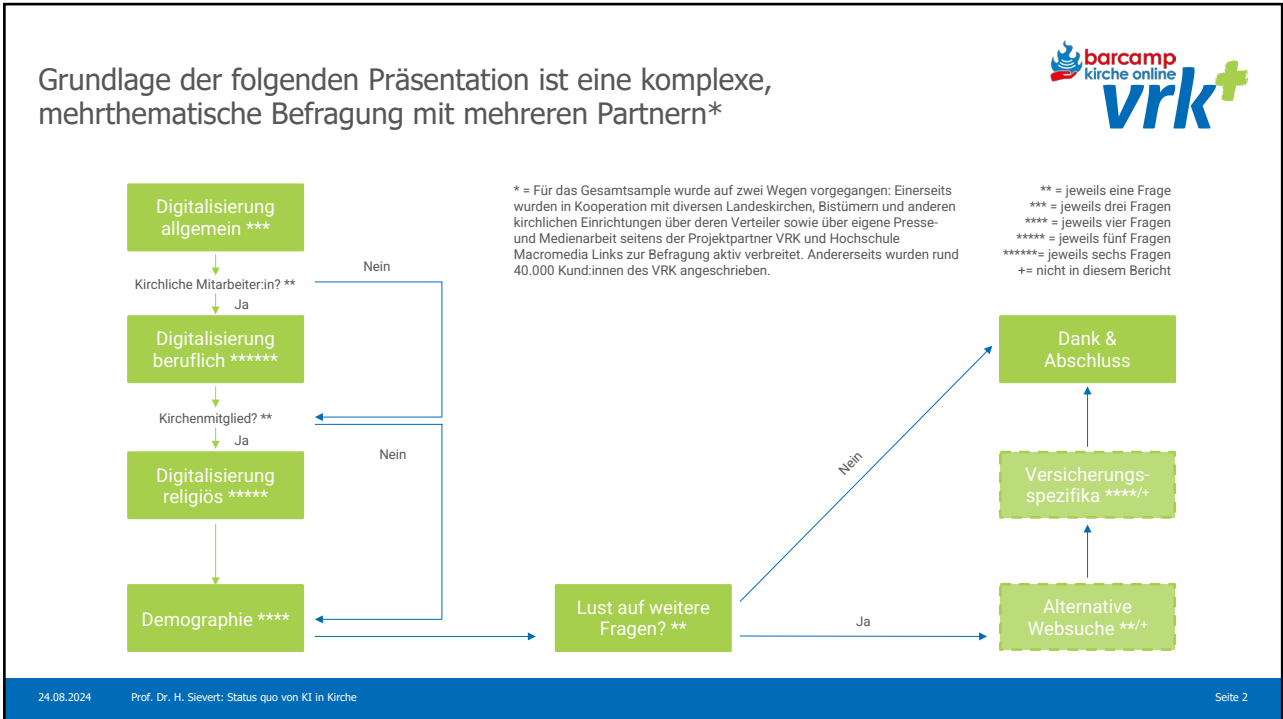 Grundlage der folgenden Präsentation ist eine komplexe,
mehrthematische Befragung mit mehreren Partnern*
barcamp
kirche online
vrk
* = Für das Gesamtsample wurde auf zwei Wegen vorgegangen: Einerseits
wurden in Kooperation mit diversen Landeskirchen, Bistümern und anderen
kirchlichen Einrichtungen über deren Verteiler sowie über eigene Presse-
und Medienarbeit seitens der Projektpartner VRK und Hochschule
Macromedia Links zur Befragung aktiv verbreitet. Andererseits wurden rund
40.000 Kund:innen des VRK angeschrieben.
** = jeweils eine Frage
*** = jeweils drei Fragen
**** = jeweils vier Fragen
***** = jeweils fünf Fragen
******= jeweils sechs Fragen
+= nicht in diesem Bericht
Digitalisierung
allgemein ***
Nein
Kirchliche Mitarbeiter:in? **
Ja
Digitalisierung
beruflich ******
Kirchenmitglied? **
Ja
Nein
Digitalisierung
religiös *****
Demographie ****
Lust auf weitere
Fragen? **
Nein
Ja
Dank &
Abschluss
Versicherungs-
spezifika ****/+
Alternative
Websuche **/+
24.08.2024
Prof. Dr. H. Sievert: Status quo von KI in Kirche
Seite 2